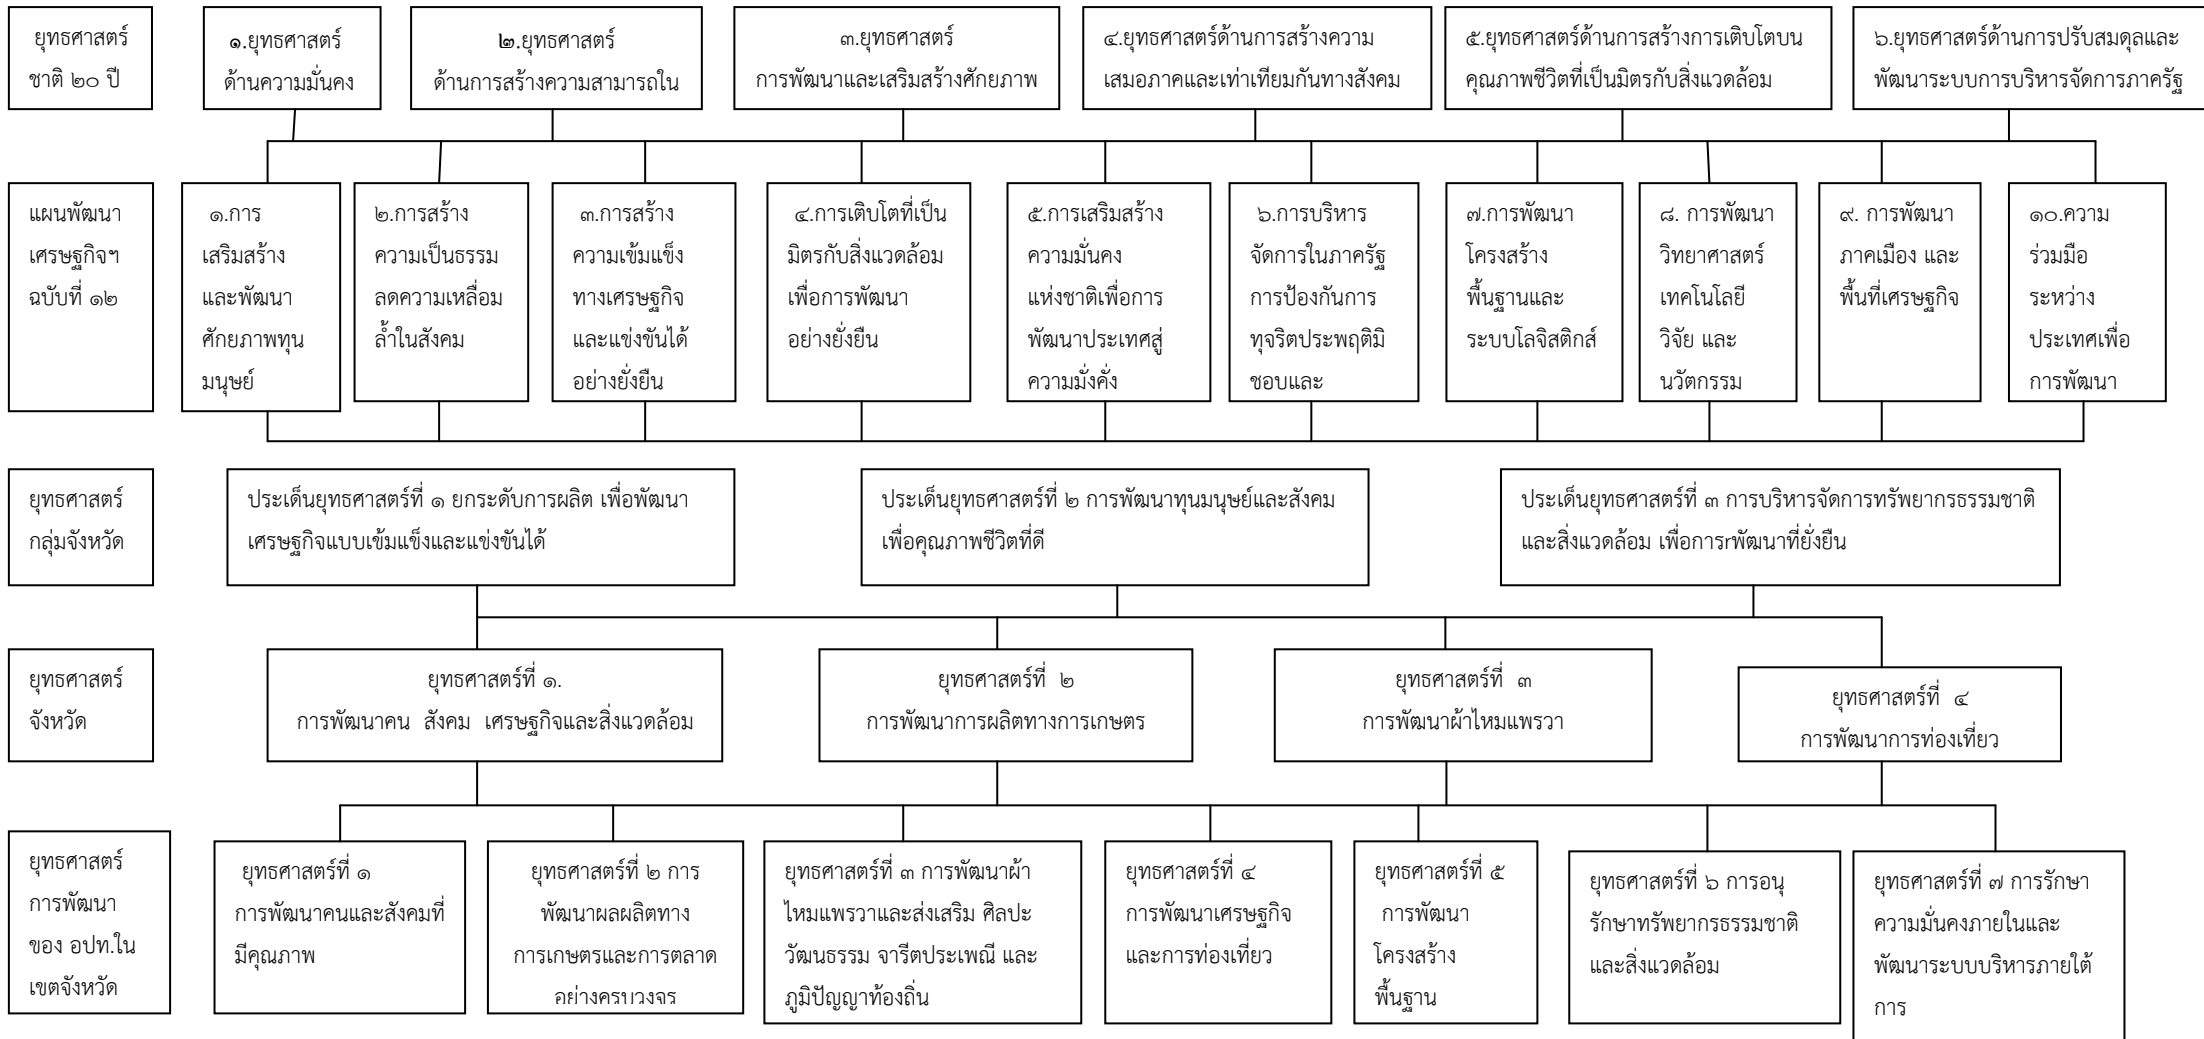 ยุทธศาสตร์
ชาติ ๒๐ ปี
๑.ยุทธศาสตร์
ด้านความมั่นคง
๒.ยุทธศาสตร์
ด้านการสร้างความสามารถใน
๓.ยุทธศาสตร์
การพัฒนาและเสริมสร้างศักยภาพ
๔.ยุทธศาสตร์ด้านการสร้างความ
เสมอภาคและเท่าเทียมกันทางสังคม
๕.ยุทธศาสตร์ด้านการสร้างการเติบโตบน
คุณภาพชีวิตที่เป็นมิตรกับสิ่งแวดล้อม
๖.ยุทธศาสตร์ด้านการปรับสมดุลและ
พัฒนาระบบการบริหารจัดการภาครัฐ
แผนพัฒนา
เศรษฐกิจฯ
ฉบับที่ ๑๒
๑.การ
เสริมสร้าง
และพัฒนา
ศักยภาพทุน
มนุษย์
๒.การสร้าง
ความเป็นธรรม
ลดความเหลื่อม
ล้ำในสังคม
๓.การสร้าง
ความเข้มแข็ง
ทางเศรษฐกิจ
และแข่งขันได้
อย่างยั่งยืน
๔.การเติบโตที่เป็น
มิตรกับสิ่งแวดล้อม
เพื่อการพัฒนา
อย่างยั่งยืน
๕.การเสริมสร้าง
ความมั่นคง
แห่งชาติเพื่อการ
พัฒนาประเทศสู่
ความมั่งคั่ง
๖.การบริหาร
จัดการในภาครัฐ
การป้องกันการ
ทุจริตประพฤติมิ
ชอบและ
๗.การพัฒนา
โครงสร้าง
พื้นฐานและ
ระบบโลจิสติกส์
๘. การพัฒนา
วิทยาศาสตร์
เทคโนโลยี
วิจัย และ
นวัตกรรม
๙. การพัฒนา
ภาคเมือง และ
พื้นที่เศรษฐกิจ
๑๐.ความ
ร่วมมือ
ระหว่าง
ประเทศเพื่อ
การพัฒนา
ยุทธศาสตร์
กลุ่มจังหวัด
ประเด็นยุทธศาสตร์ที่ ๑ ยกระดับการผลิต เพื่อพัฒนา
เศรษฐกิจแบบเข้มแข็งและแข่งขันได้
ประเด็นยุทธศาสตร์ที่ ๒ การพัฒนาทุนมนุษย์และสังคม
เพื่อคุณภาพชีวิตที่ดี
ประเด็นยุทธศาสตร์ที่ ๓ การบริหารจัดการทรัพยากรธรรมชาติ
และสิ่งแวดล้อม เพื่อการrพัฒนาที่ยั่งยืน
ยุทธศาสตร์
จังหวัด
ยุทธศาสตร์ที่ ๑.
การพัฒนาคน สังคม เศรษฐกิจและสิ่งแวดล้อม
ยุทธศาสตร์ที่ ๒
การพัฒนาการผลิตทางการเกษตร
ยุทธศาสตร์ที่ ๓
การพัฒนาผ้าไหมแพรวา
ยุทธศาสตร์ที่ ๔
การพัฒนาการท่องเที่ยว
ยุทธศาสตร์
การพัฒนา
ของ อปท.ใน
เขตจังหวัด
ยุทธศาสตร์ที่ ๑
การพัฒนาคนและสังคมที่
มีคุณภาพ
ยุทธศาสตร์ที่ ๒ การ
พัฒนาผลผลิตทาง
การเกษตรและการตลาด
อย่างครบวงจร
ยุทธศาสตร์ที่ ๓ การพัฒนาผ้า
ไหมแพรวาและส่งเสริม ศิลปะ
วัฒนธรรม จารีตประเพณี และ
ภูมิปัญญาท้องถิ่น
ยุทธศาสตร์ที่ ๔
การพัฒนาเศรษฐกิจ
และการท่องเที่ยว
ยุทธศาสตร์ที่ ๕
การพัฒนา
โครงสร้าง
พื้นฐาน
ยุทธศาสตร์ที่ ๖ การอนุ
รักษาทรัพยากรธรรมชาติ
และสิ่งแวดล้อม
ยุทธศาสตร์ที่ ๗ การรักษา
ความมั่นคงภายในและ
พัฒนาระบบบริหารภายใต้
การ